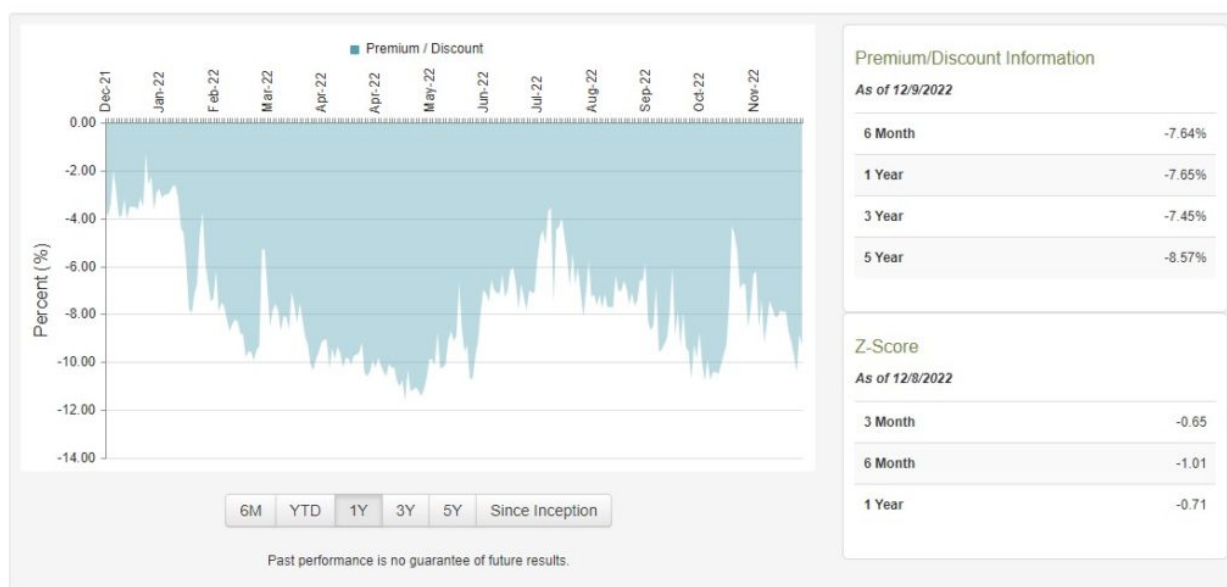 Premium / Discount
Dec-21
Jan-22
Feb-22
Mar-22
Apr-22
Apr-22
May-22
Jun-22
Jul-22
Aug-22
Sep-22
Oct-22
Nov-22
Percent (%)
0.00
-2.00
-4.00
-6.00
-8.00
-10.00
-12.00
-14.00
6M YTD 1Y 3Y 5Y Since Inception
Past performance is no guarantee of future results.
Premium/Discount Information
As of 12/9/2022
6 Month -7.64%
1 Year -7.65%
3 Year -7.45%
5 Year -8.57%
Z-Score
As of 12/8/2022
3 Month -0.65
6 Month -1.01
1 Year -0.71